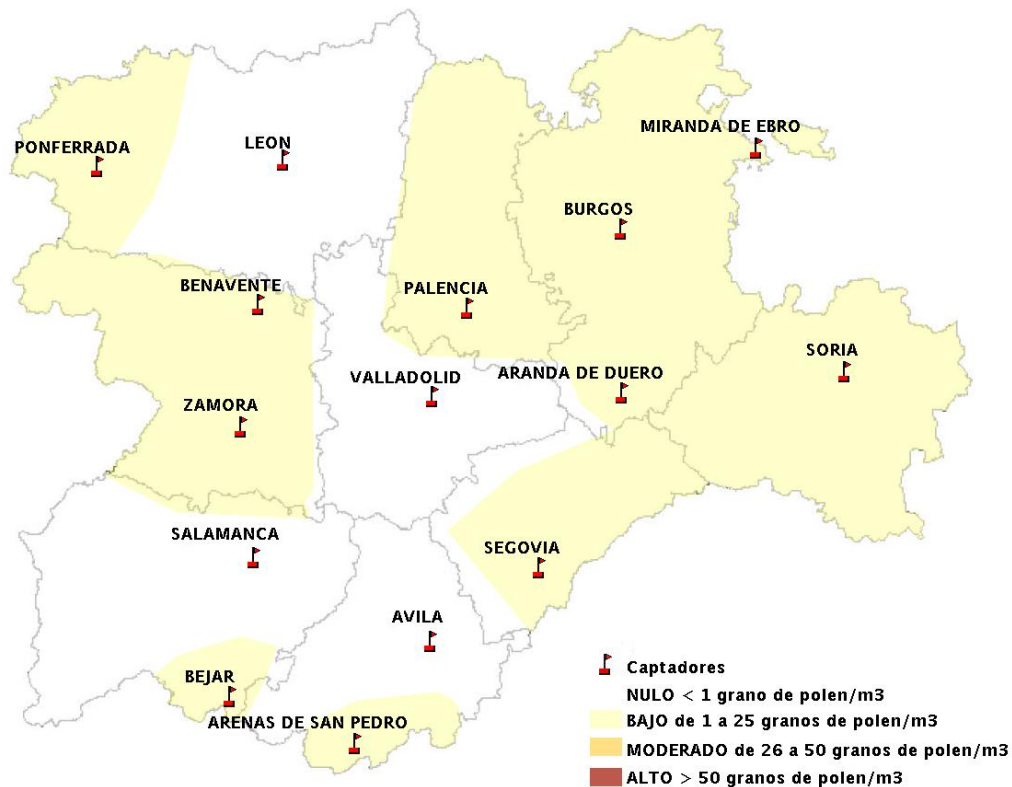 MIRANDA DE EBRO
PONFERRADA
LEON
BURGOS
BENAVENTE
PALENCIA
SORIA
VALLADOLID
ARANDA DE DUERO
ZAMORA
SALAMANCA
SEGOVIA
AVILA
BEJAR
ARENAS DE SAN PEDRO
Captadores
NULO < 1 grano de polen/m3
BAJO de 1 a 25 granos de polen/m3
MODERADO de 26 a 50 granos de polen/m3
ALTO > 50 granos de polen/m3